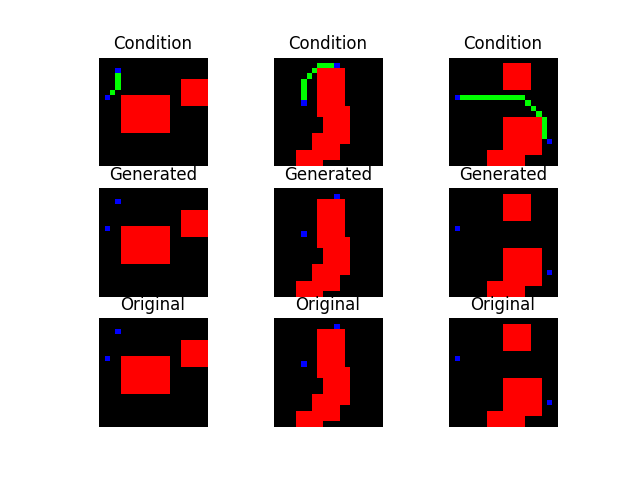 Condition Condition Condition
Generated Generated Generated
Original Original Original